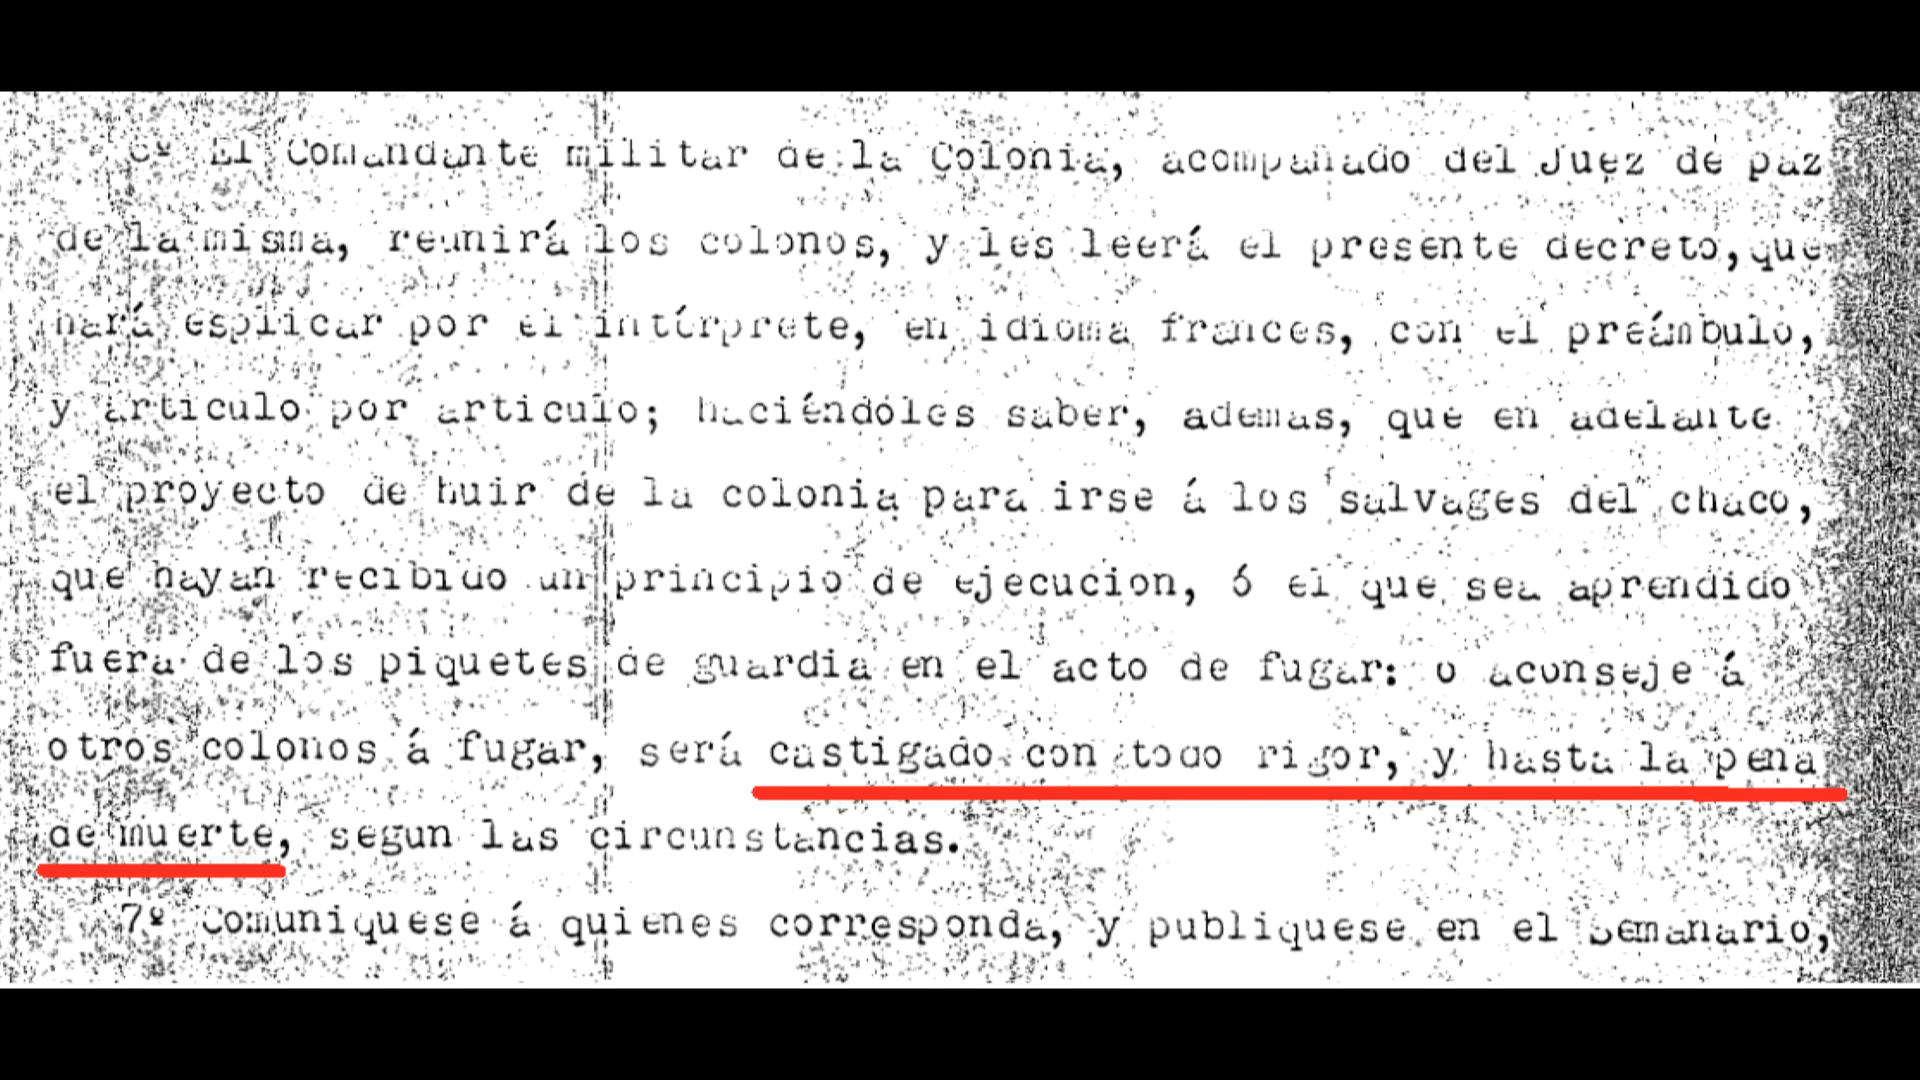 6º El Comandante militar de la Colonia, acompañado del Juez de paz
de la misma, reunirá los colonos, y les leerá el presente decreto, que
hará esplicar por el intérprete, en idioma frances, con el preámbulo,
y articulo por articulo; haciéndoles saber, ademas, que en adelante
el proyecto de huir de la colonia para irse á los salvages del chaco,
que hayan recibido un principio de ejecucion, ó el que sea aprendido
fuera de los piquetes de guardia en el acto de fugar: o aconseje á
otros colonos á fugar, será castigado con todo rigor, y hasta la pena
de muerte, segun las circunstancias.
7º Comuniquese á quienes corresponda, y publiquese en el Semanario,